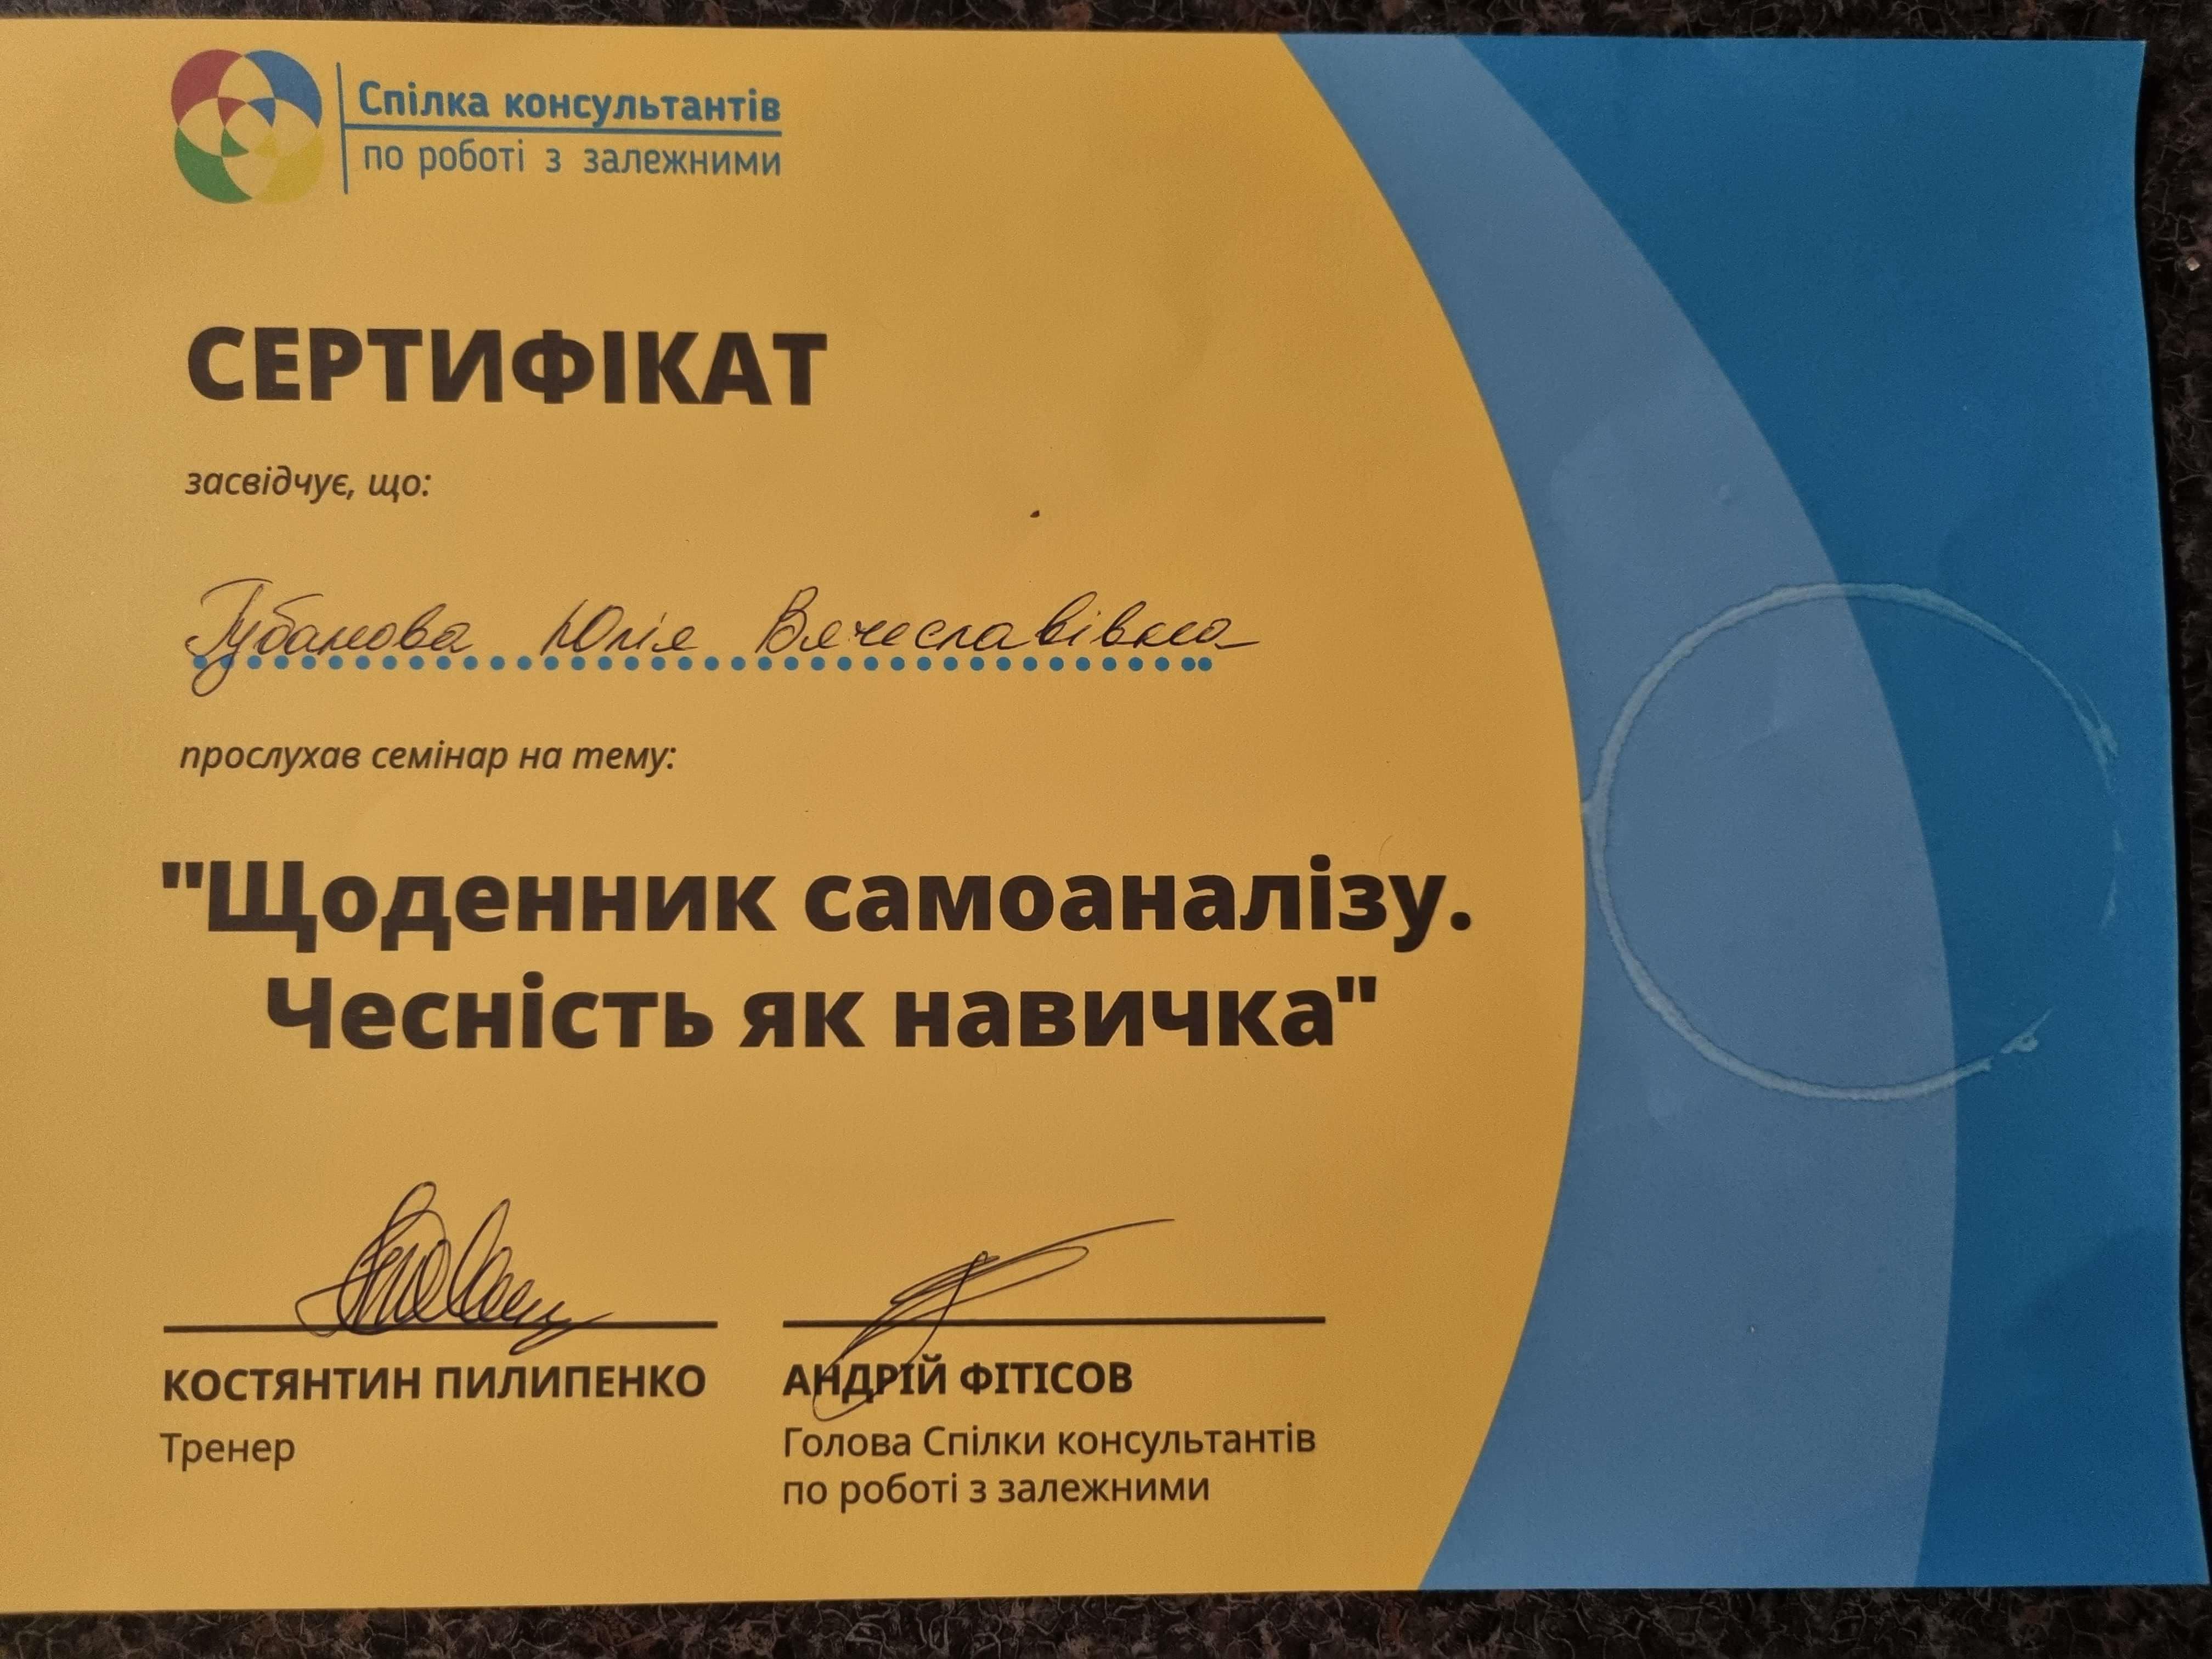 Спілка консультантів
по роботі з залежними
СЕРТИФІКАТ
засвідчує, що:
Губанова Юлія Вячеславівна
прослухав семінар на тему:
"Щоденник самоаналізу.
Чесність як навичка"
КОСТЯНТИН ПИЛИПЕНКО
Тренер
АНДРІЙ ФІТІСОВ
Голова Спілки консультантів
по роботі з залежними